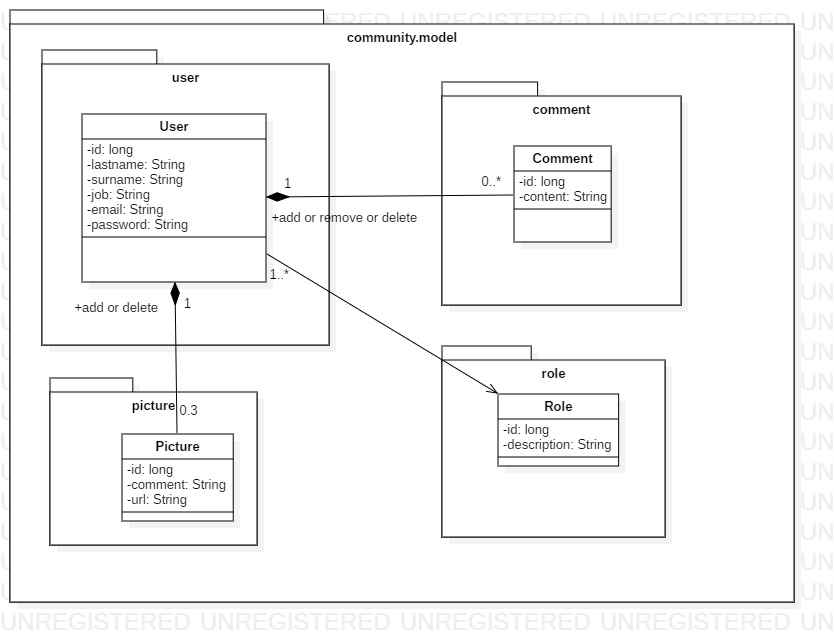 community.model
user
User
-id: long
-lastname: String
-surname: String
-job: String
-email: String
-password: String
1
0..*
+add or remove or delete
1..*
+add or delete
1
comment
Comment
-id: long
-content: String
picture
0.3
Picture
-id: long
-comment: String
-url: String
role
Role
-id: long
-description: String
UNREGISTERED UNREGISTERED UNREGISTERED UNREGISTERED UN